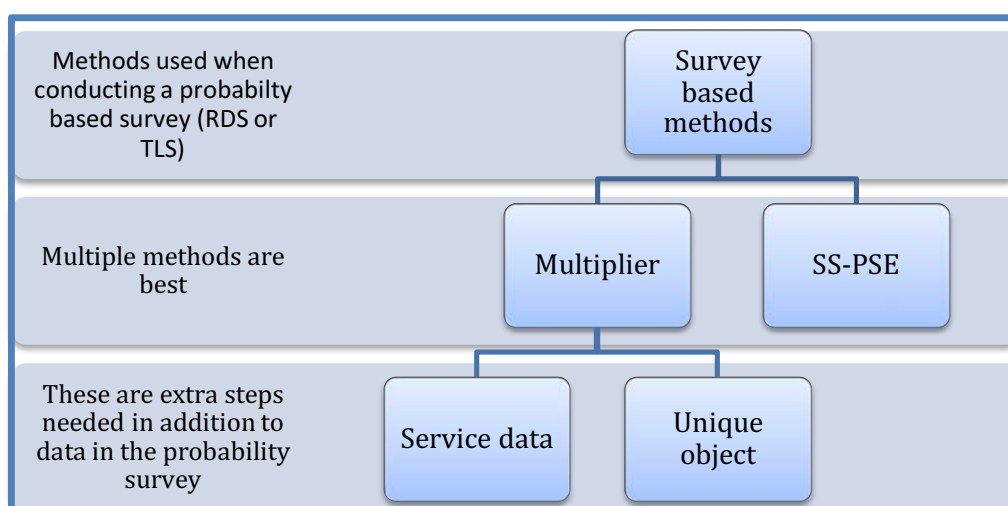 Methods used when
conducting a probabilty
based survey (RDS or
TLS)
Survey
based
methods
Multiple methods are
best
Multiplier
SS-PSE
These are extra steps
needed in addition to
data in the probability
survey
Service data
Unique
object